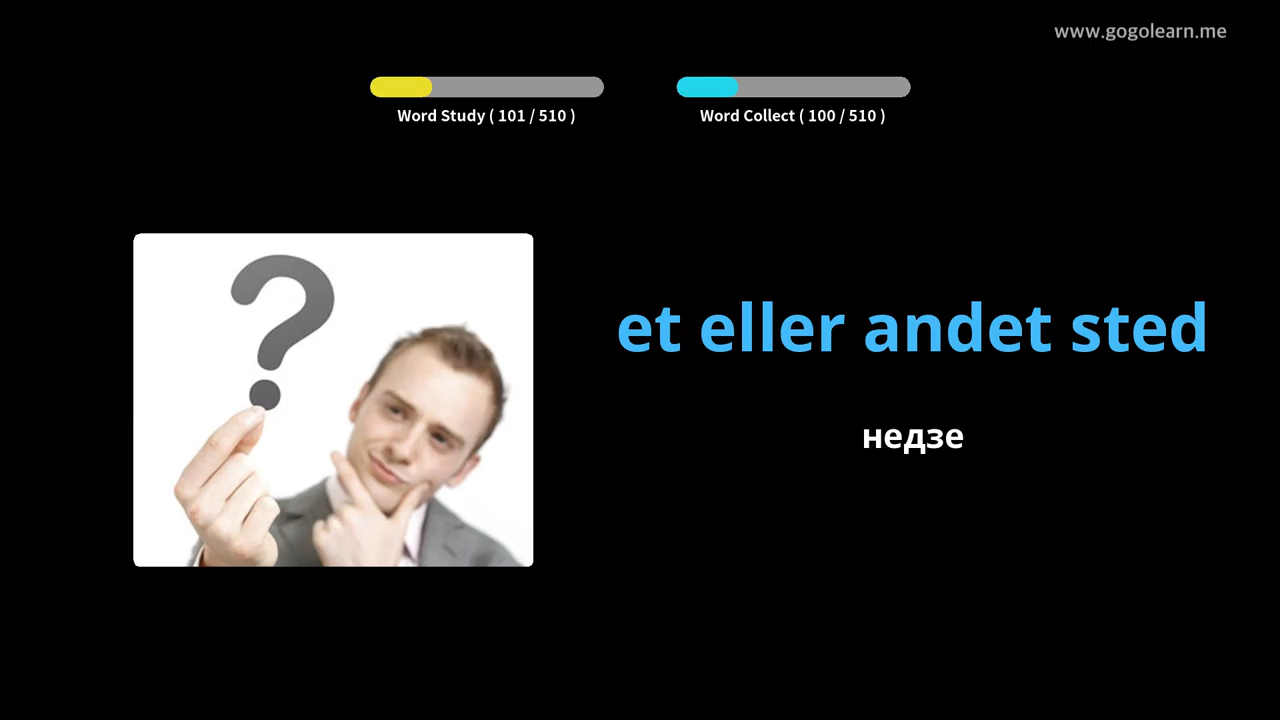 www.gogolearn.me
Word Study ( 101 / 510 )
Word Collect ( 100 / 510 )
?
et eller andet sted
недзе